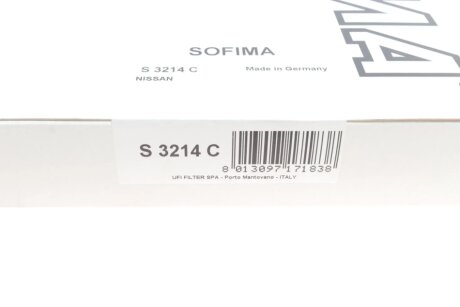 SOFIMA
S 3214 C Made in Germany
NISSAN
S 3214 C
8 013097 171838
UFI FILTER SPA - Porto Mantovano - ITALY